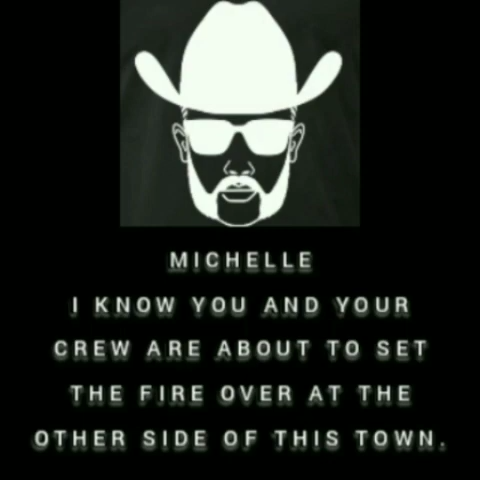 MICHELLE
I KNOW YOU AND YOUR
CREW ARE ABOUT TO SET
THE FIRE OVER AT THE
OTHER SIDE OF THIS TOWN.